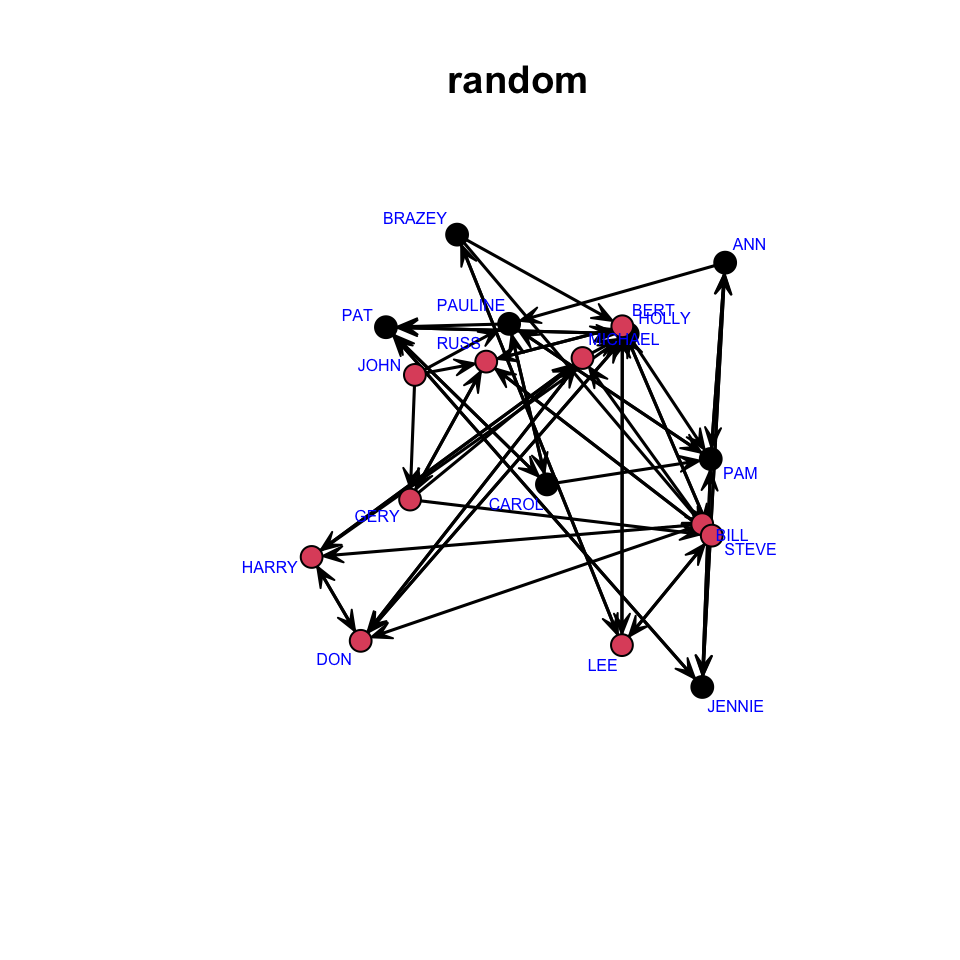 random
BRAZEY
ANN
PAULINE
BERT
PAT
HOLLY
RUSS
MICHAEL
JOHN
PAM
CAROL
GERY
BILL
STEVE
HARRY
DON
LEE
JENNIE